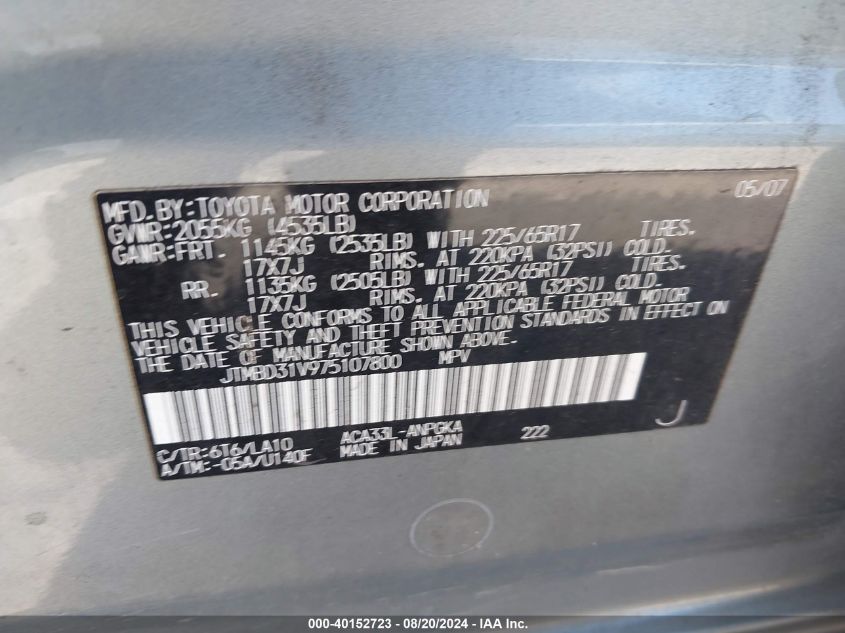 MFD.BY:TOYOTA MOTOR CORPORATION 05/07
GVWR:2055KG (4535LB)
GAWR:FRT. 1145KG (2535LB) WITH 225/65R17 TIRES.
17X7J RIMS. AT 220KPA (32PSI) COLD.
RR. 1135KG (2505LB) WITH 225/65R17 TIRES.
17X7J RIMS. AT 220KPA (32PSI) COLD.
THIS VEHICLE CONFORMS TO ALL APPLICABLE FEDERAL MOTOR
VEHICLE SAFETY AND THEFT PREVENTION STANDARDS IN EFFECT ON
THE DATE OF MANUFACTURE SHOWN ABOVE.
JTMBD31V975107800 MPV
C/TR:6T6/LA10 ACA33L-ANPGKA 222 J
A/TM:-05A/U140F MADE IN JAPAN
000-40152723 - 08/20/2024 - IAA Inc.